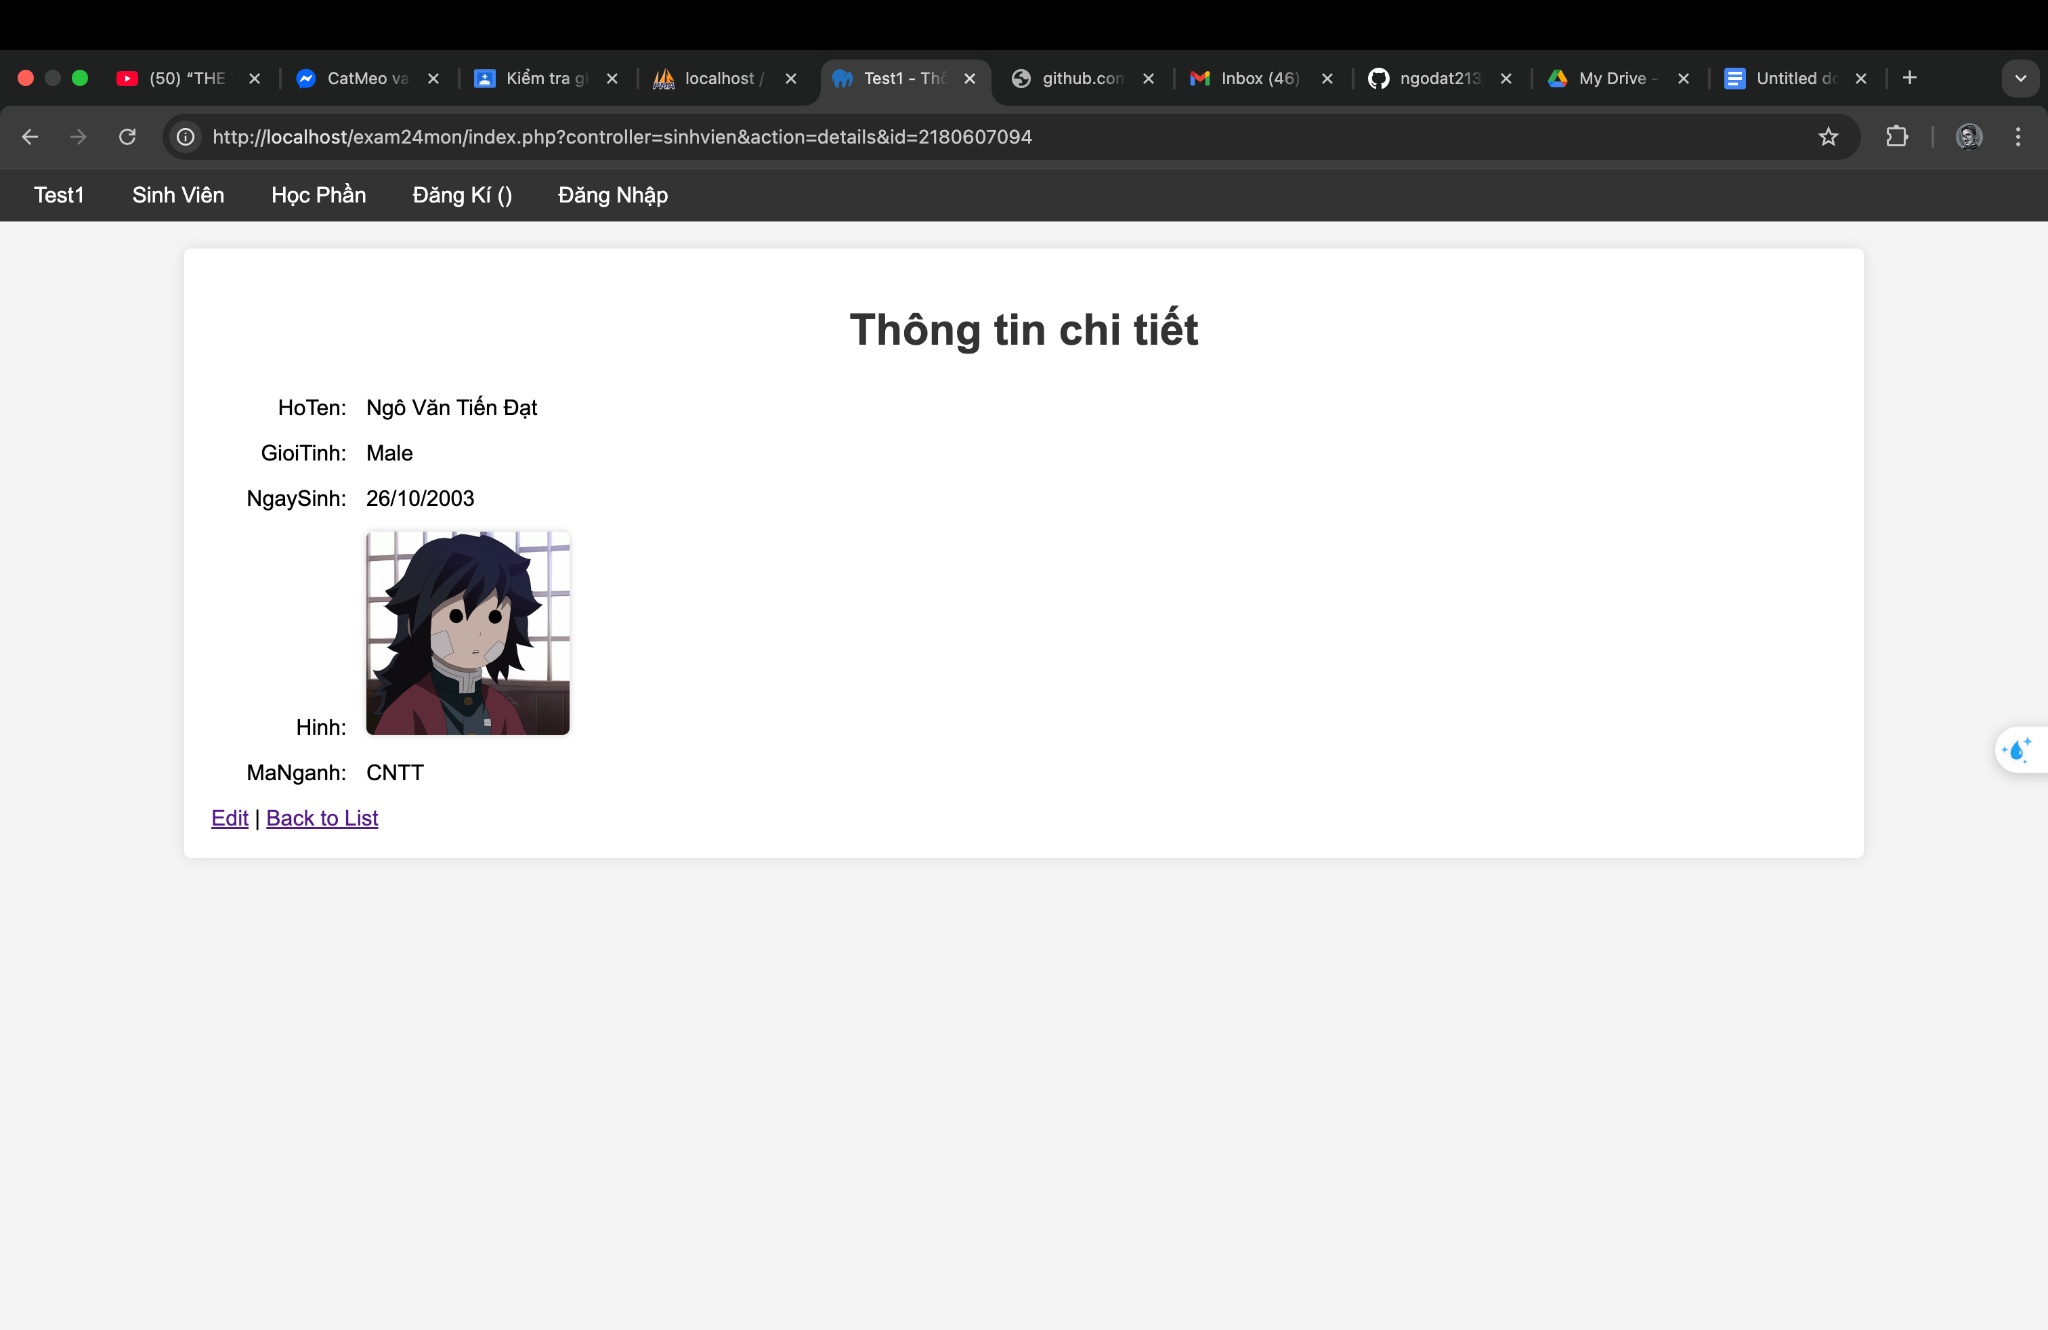 (50) “THE
CatMeo va
Kiểm tra gi
localhost /
Test1 - Thô
github.com
Inbox (46)
ngodat213
My Drive -
Untitled do
http://localhost/exam24mon/index.php?controller=sinhvien&action=details&id=2180607094
Test1 Sinh Viên Học Phần Đăng Kí () Đăng Nhập
Thông tin chi tiết
HoTen: Ngô Văn Tiến Đạt
GioiTinh: Male
NgaySinh: 26/10/2003
Hinh:
MaNganh: CNTT
Edit | Back to List